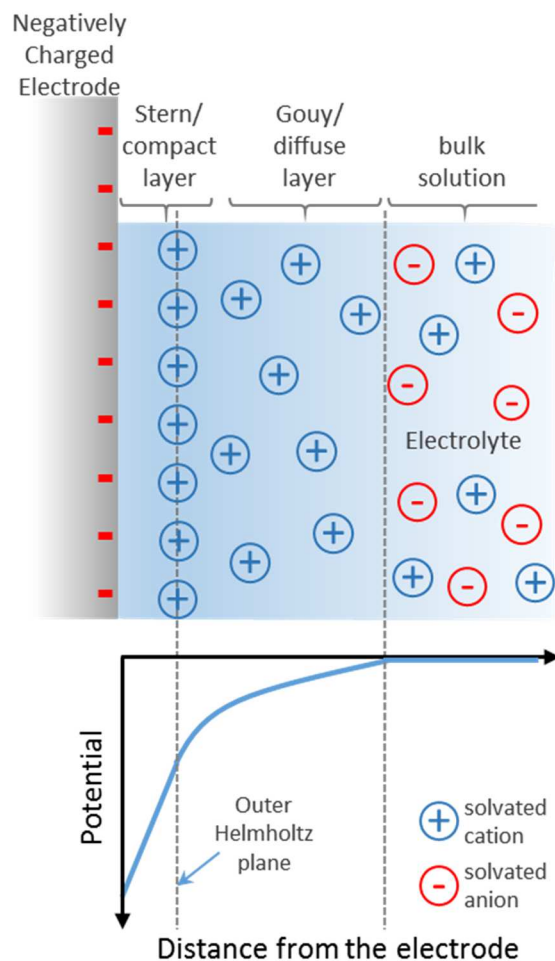 Negatively
Charged
Electrode
Stern/
compact
layer
Gouy/
diffuse
layer
bulk
solution
Electrolyte
Potential
Outer
Helmholtz
plane
solvated
cation
solvated
anion
Distance from the electrode